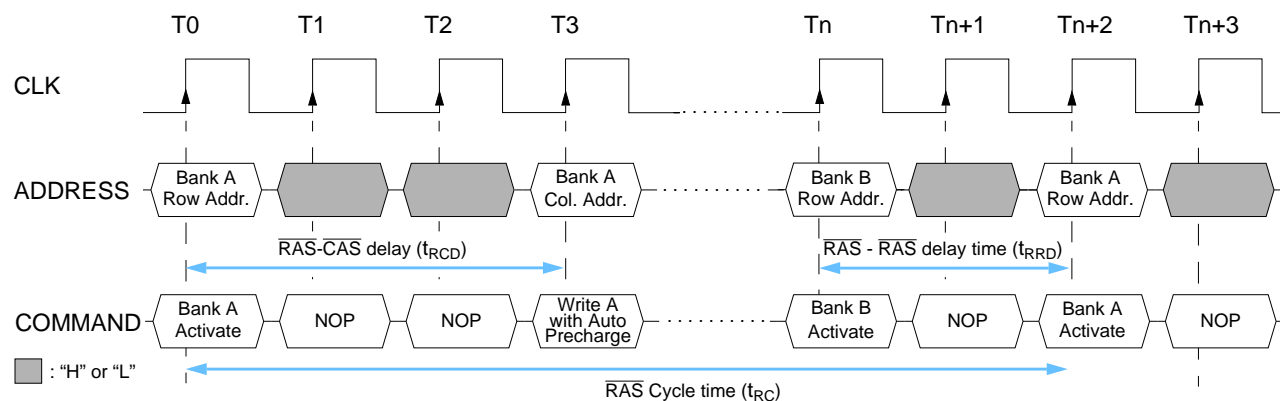 T0 T1 T2 T3 Tn Tn+1 Tn+2 Tn+3
CLK
ADDRESS
Bank A
Row Addr.
Bank A
Col. Addr.
Bank B
Row Addr.
Bank A
Row Addr.
RAS-CAS delay (tRCD)
RAS - RAS delay time (tRRD)
COMMAND
Bank A
Activate
NOP
NOP
Write A
with Auto
Precharge
Bank B
Activate
NOP
Bank A
Activate
NOP
: “H” or “L”
RAS Cycle time (tRC)